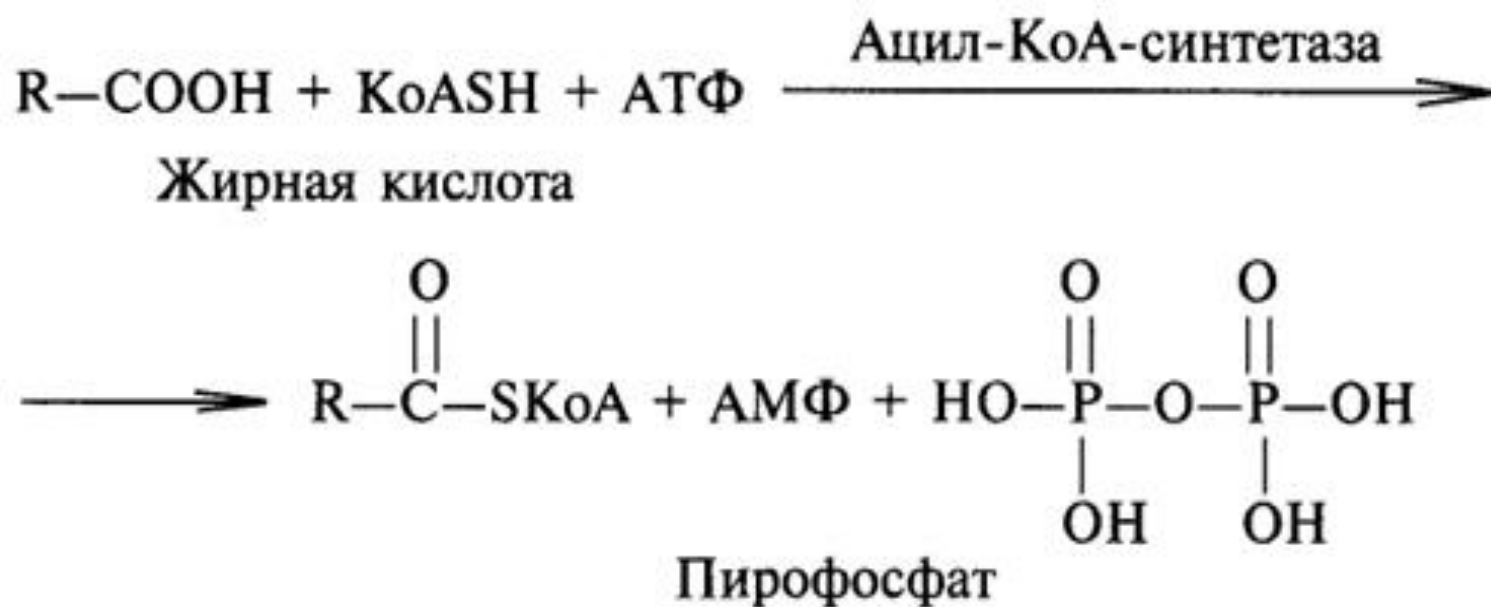 Ацил-КоА-синтетаза
R—COOH + KoASH + АТФ
Жирная кислота
O O O
R—C—SKoA + АМФ + HO—P—O—P—OH
OH OH
Пирофосфат